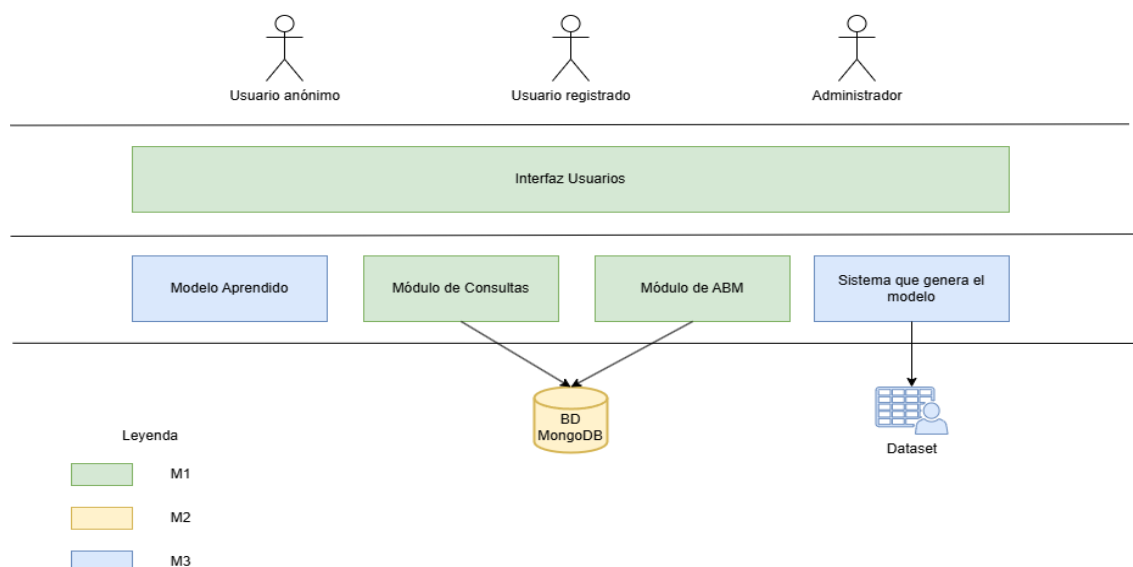 Usuario anónimo
Usuario registrado
Administrador
Interfaz Usuarios
Modelo Aprendido
Módulo de Consultas
Módulo de ABM
Sistema que genera el
modelo
BD
MongoDB
Dataset
Leyenda
M1
M2
M3